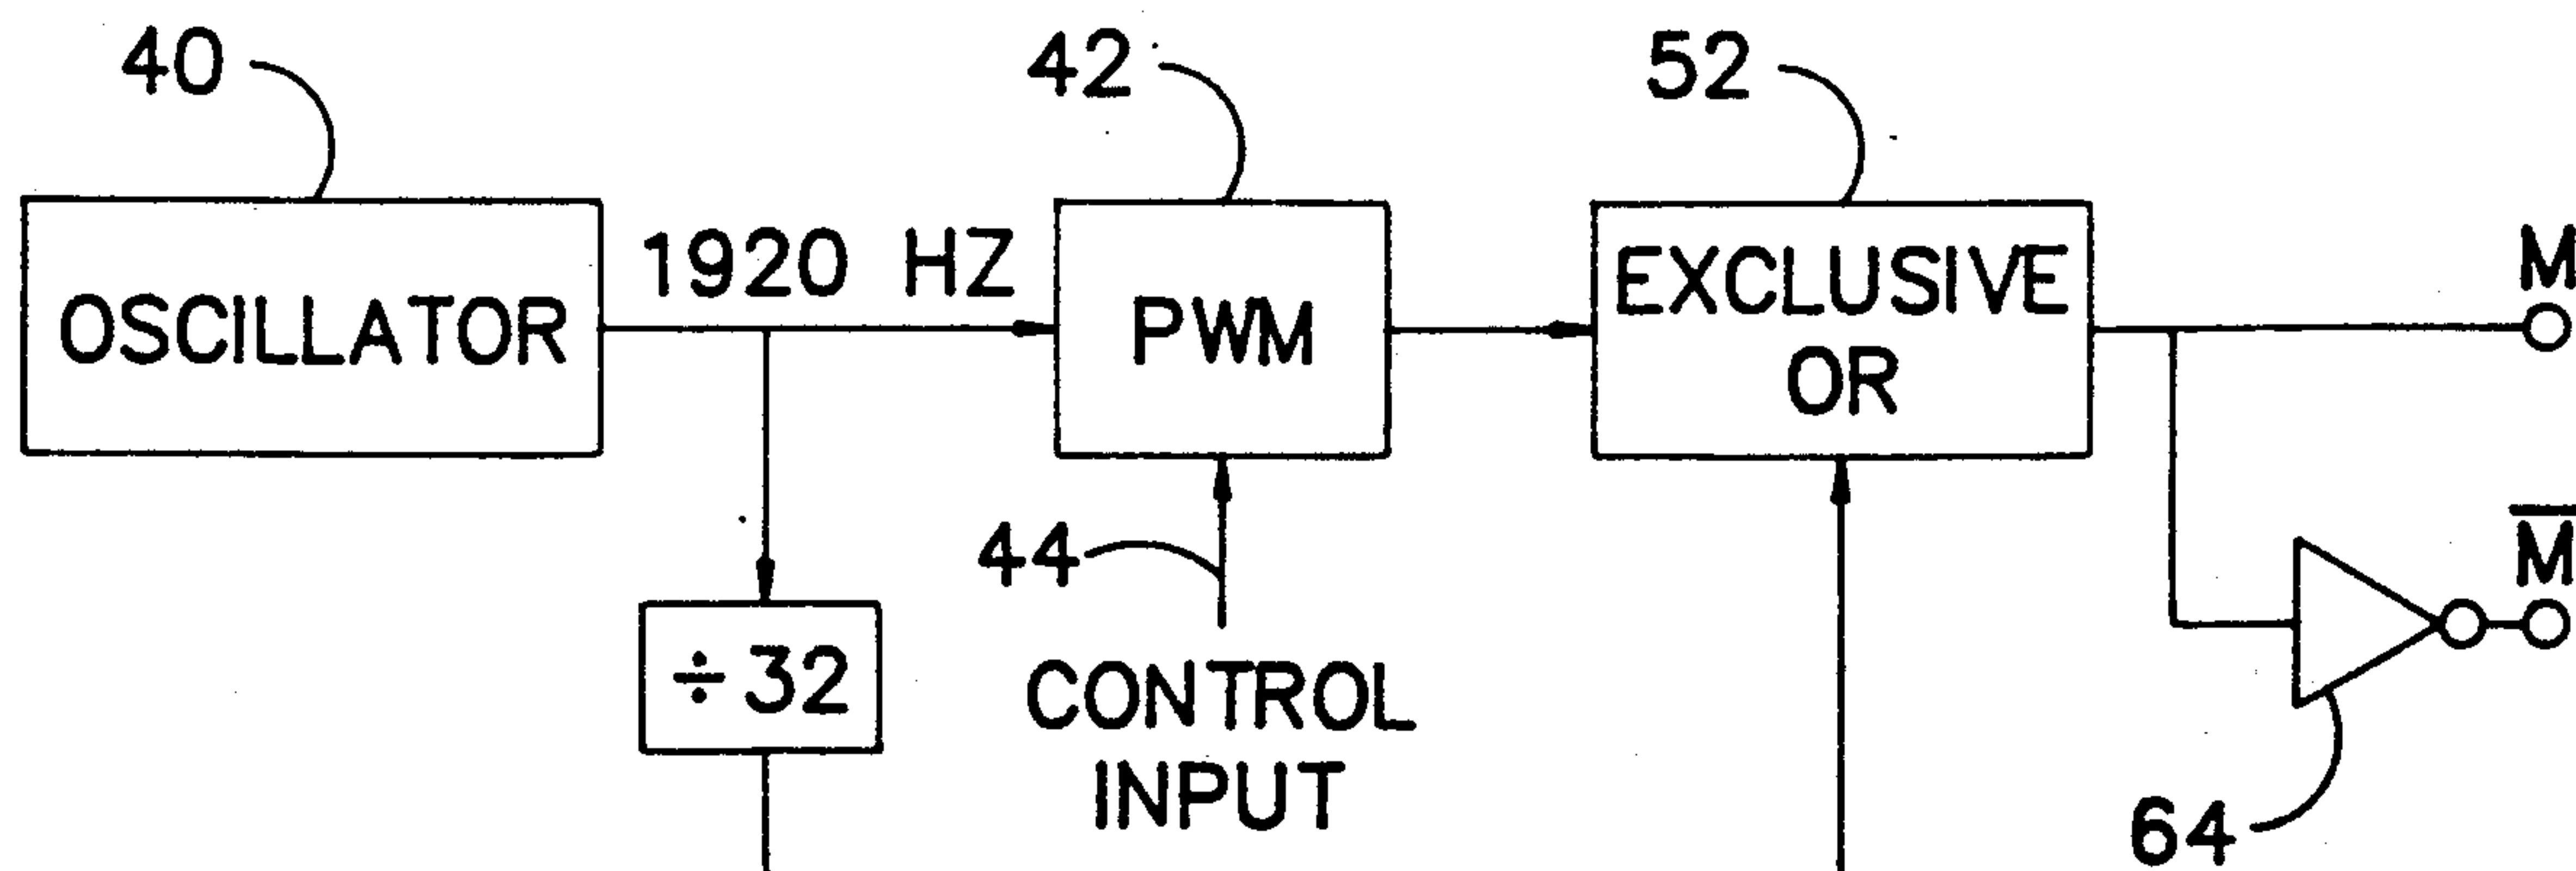 40
42
52
OSCILLATOR
1920 HZ
PWM
EXCLUSIVE
OR
M
44
CONTROL
INPUT
÷32
M̅
64